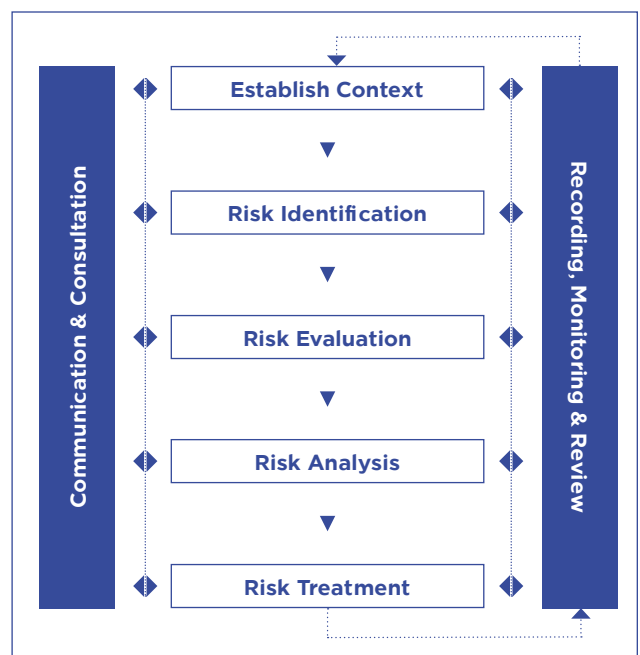 Communication & Consultation
Establish Context
Risk Identification
Risk Evaluation
Risk Analysis
Risk Treatment
Recording, Monitoring & Review